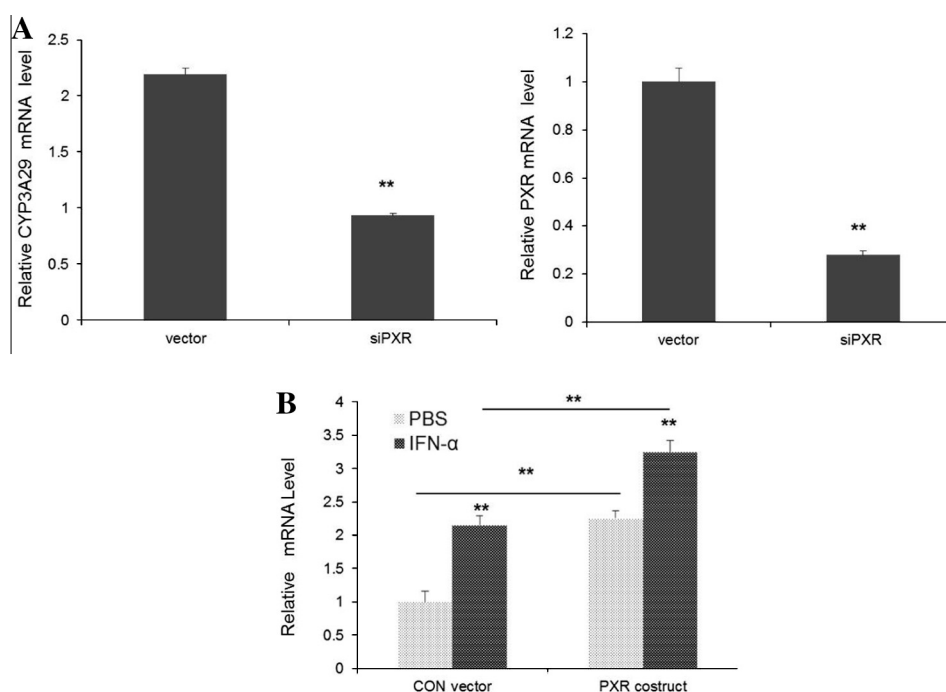 A
Relative CYP3A29 mRNA level
2.5
2
1.5
1
0.5
0
**
vector
siPXR
Relative PXR mRNA level
1.2
1
0.8
0.6
0.4
0.2
0
**
vector
siPXR
B
Relative mRNA Level
4
3.5
3
2.5
2
1.5
1
0.5
0
PBS
IFN-α
**
**
**
**
CON vector
PXR costruct